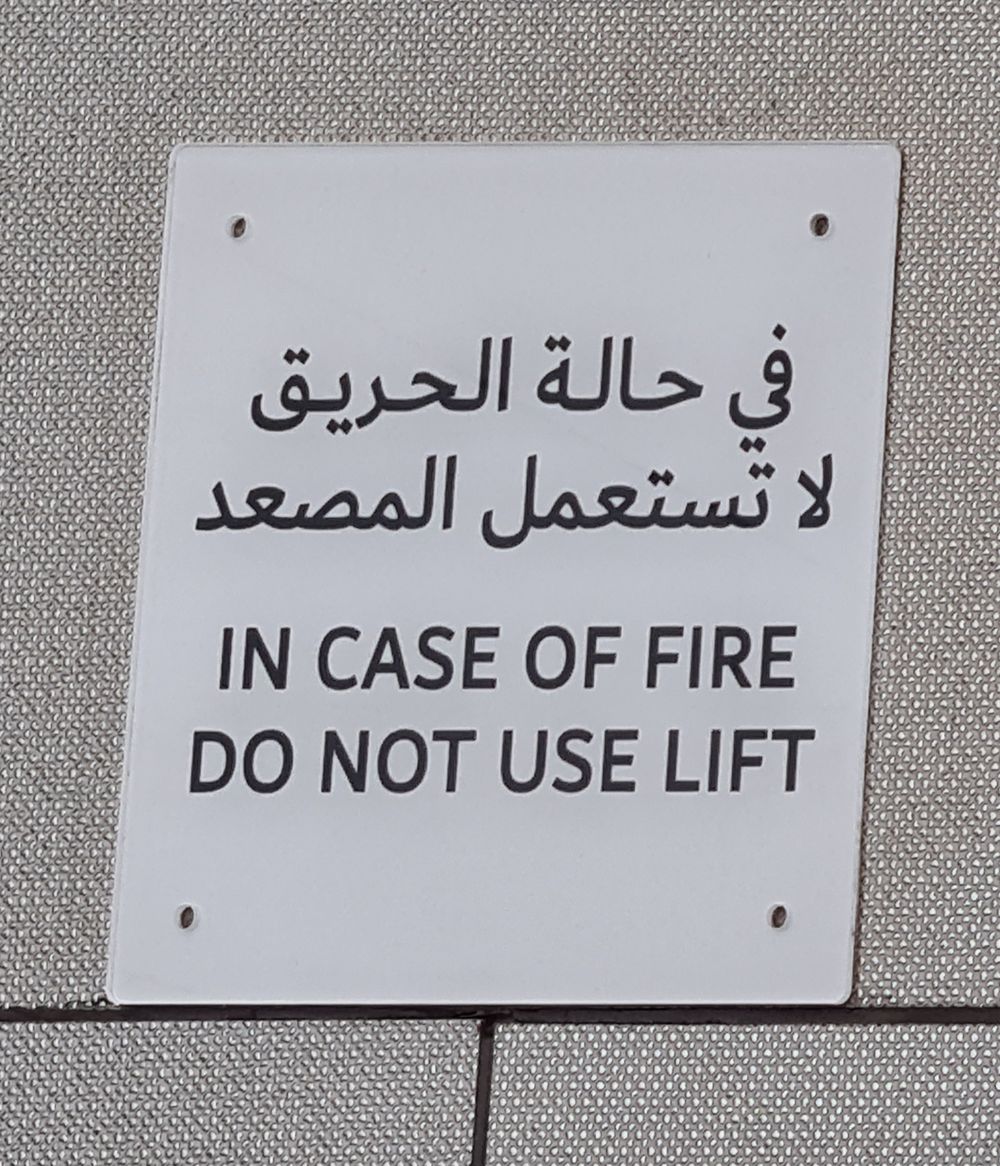 في حالة الحريق
لا تستعمل المصعد
IN CASE OF FIRE
DO NOT USE LIFT